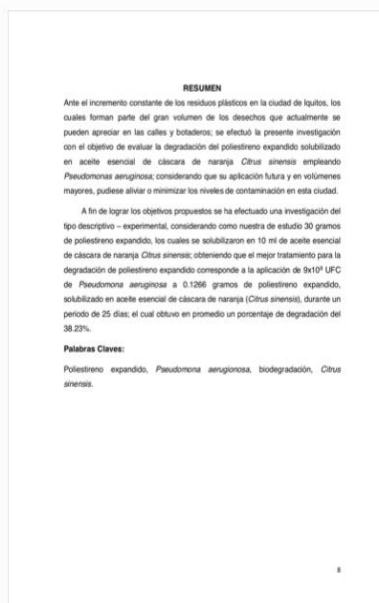 RESUMEN
Ante el incremento constante de los residuos plásticos en la ciudad de Iquitos, los
cuales forman parte del gran volumen de los desechos que actualmente se
pueden apreciar en las calles y botaderos; se efectuó la presente investigación
con el objetivo de evaluar la degradación del poliestireno expandido solubilizado
en aceite esencial de cáscara de naranja Citrus sinensis empleando
Pseudomonas aeruginosa; considerando que su aplicación futura y en volúmenes
mayores, pudiese aliviar o minimizar los niveles de contaminación en esta ciudad.
A fin de lograr los objetivos propuestos se ha efectuado una investigación del
tipo descriptivo – experimental, considerando como nuestra de estudio 30 gramos
de poliestireno expandido, los cuales se solubilizaron en 10 ml de aceite esencial
de cáscara de naranja Citrus sinensis; obteniendo que el mejor tratamiento para la
degradación de poliestireno expandido corresponde a la aplicación de 9x10⁸ UFC
de Pseudomona aeruginosa a 0.1266 gramos de poliestireno expandido,
solubilizado en aceite esencial de cáscara de naranja (Citrus sinensis), durante un
periodo de 25 días; el cual obtuvo en promedio un porcentaje de degradación del
38.23%.
Palabras Claves:
Poliestireno expandido, Pseudomona aerugionosa, biodegradación, Citrus
sinensis.
8